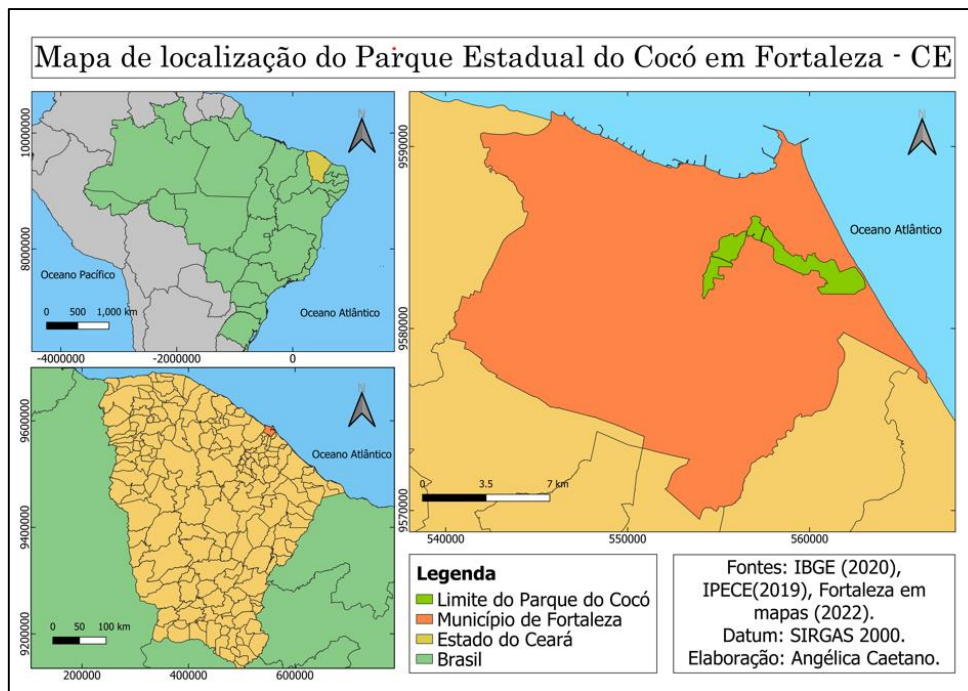 Mapa de localização do Parque Estadual do Cocó em Fortaleza - CE
N
10000000
8000000
Oceano Pacífico
Oceano Atlântico
0 500 1,000 km
-4000000 -2000000 0
N
9600000
9400000
9200000
Oceano Atlântico
0 50 100 km
200000 400000 600000
N
9590000
9580000
9570000
Oceano Atlântico
0 3.5 7 km
540000 550000 560000
Legenda
Limite do Parque do Cocó
Município de Fortaleza
Estado do Ceará
Brasil
Fontes: IBGE (2020),
IPECE(2019), Fortaleza em
mapas (2022).
Datum: SIRGAS 2000.
Elaboração: Angélica Caetano.